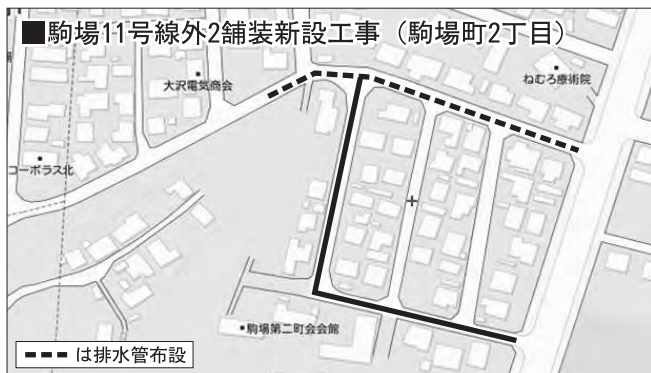 ■駒場11号線外2舗装新設工事（駒場町2丁目）
大沢電気商会
ねむろ療術院
コーポラス北
駒場第二町会会館
は排水管布設